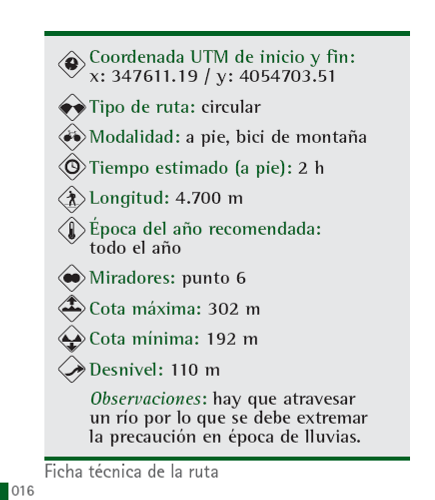 Coordenada UTM de inicio y fin:
x: 347611.19 / y: 4054703.51
Tipo de ruta: circular
Modalidad: a pie, bici de montaña
Tiempo estimado (a pie): 2 h
Longitud: 4.700 m
Época del año recomendada:
todo el año
Miradores: punto 6
Cota máxima: 302 m
Cota mínima: 192 m
Desnivel: 110 m
Observaciones: hay que atravesar
un río por lo que se debe extremar
la precaución en época de lluvias.
Ficha técnica de la ruta
016